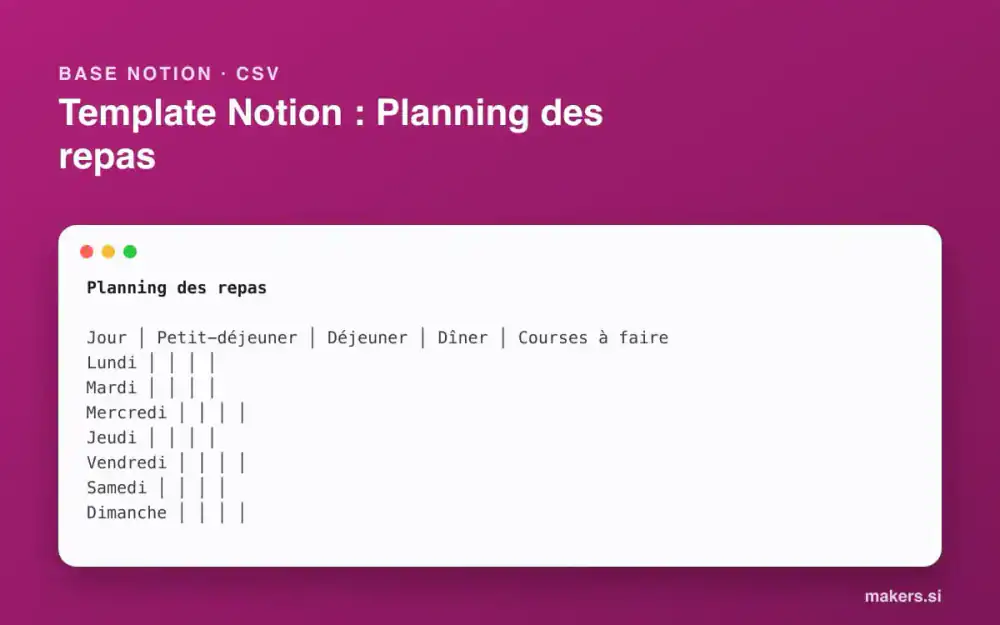 BASE NOTION · CSV
Template Notion : Planning des
repas
Planning des repas
Jour | Petit-déjeuner | Déjeuner | Dîner | Courses à faire
Lundi | | | |
Mardi | | | |
Mercredi | | | |
Jeudi | | | |
Vendredi | | | |
Samedi | | | |
Dimanche | | | |
makers.si